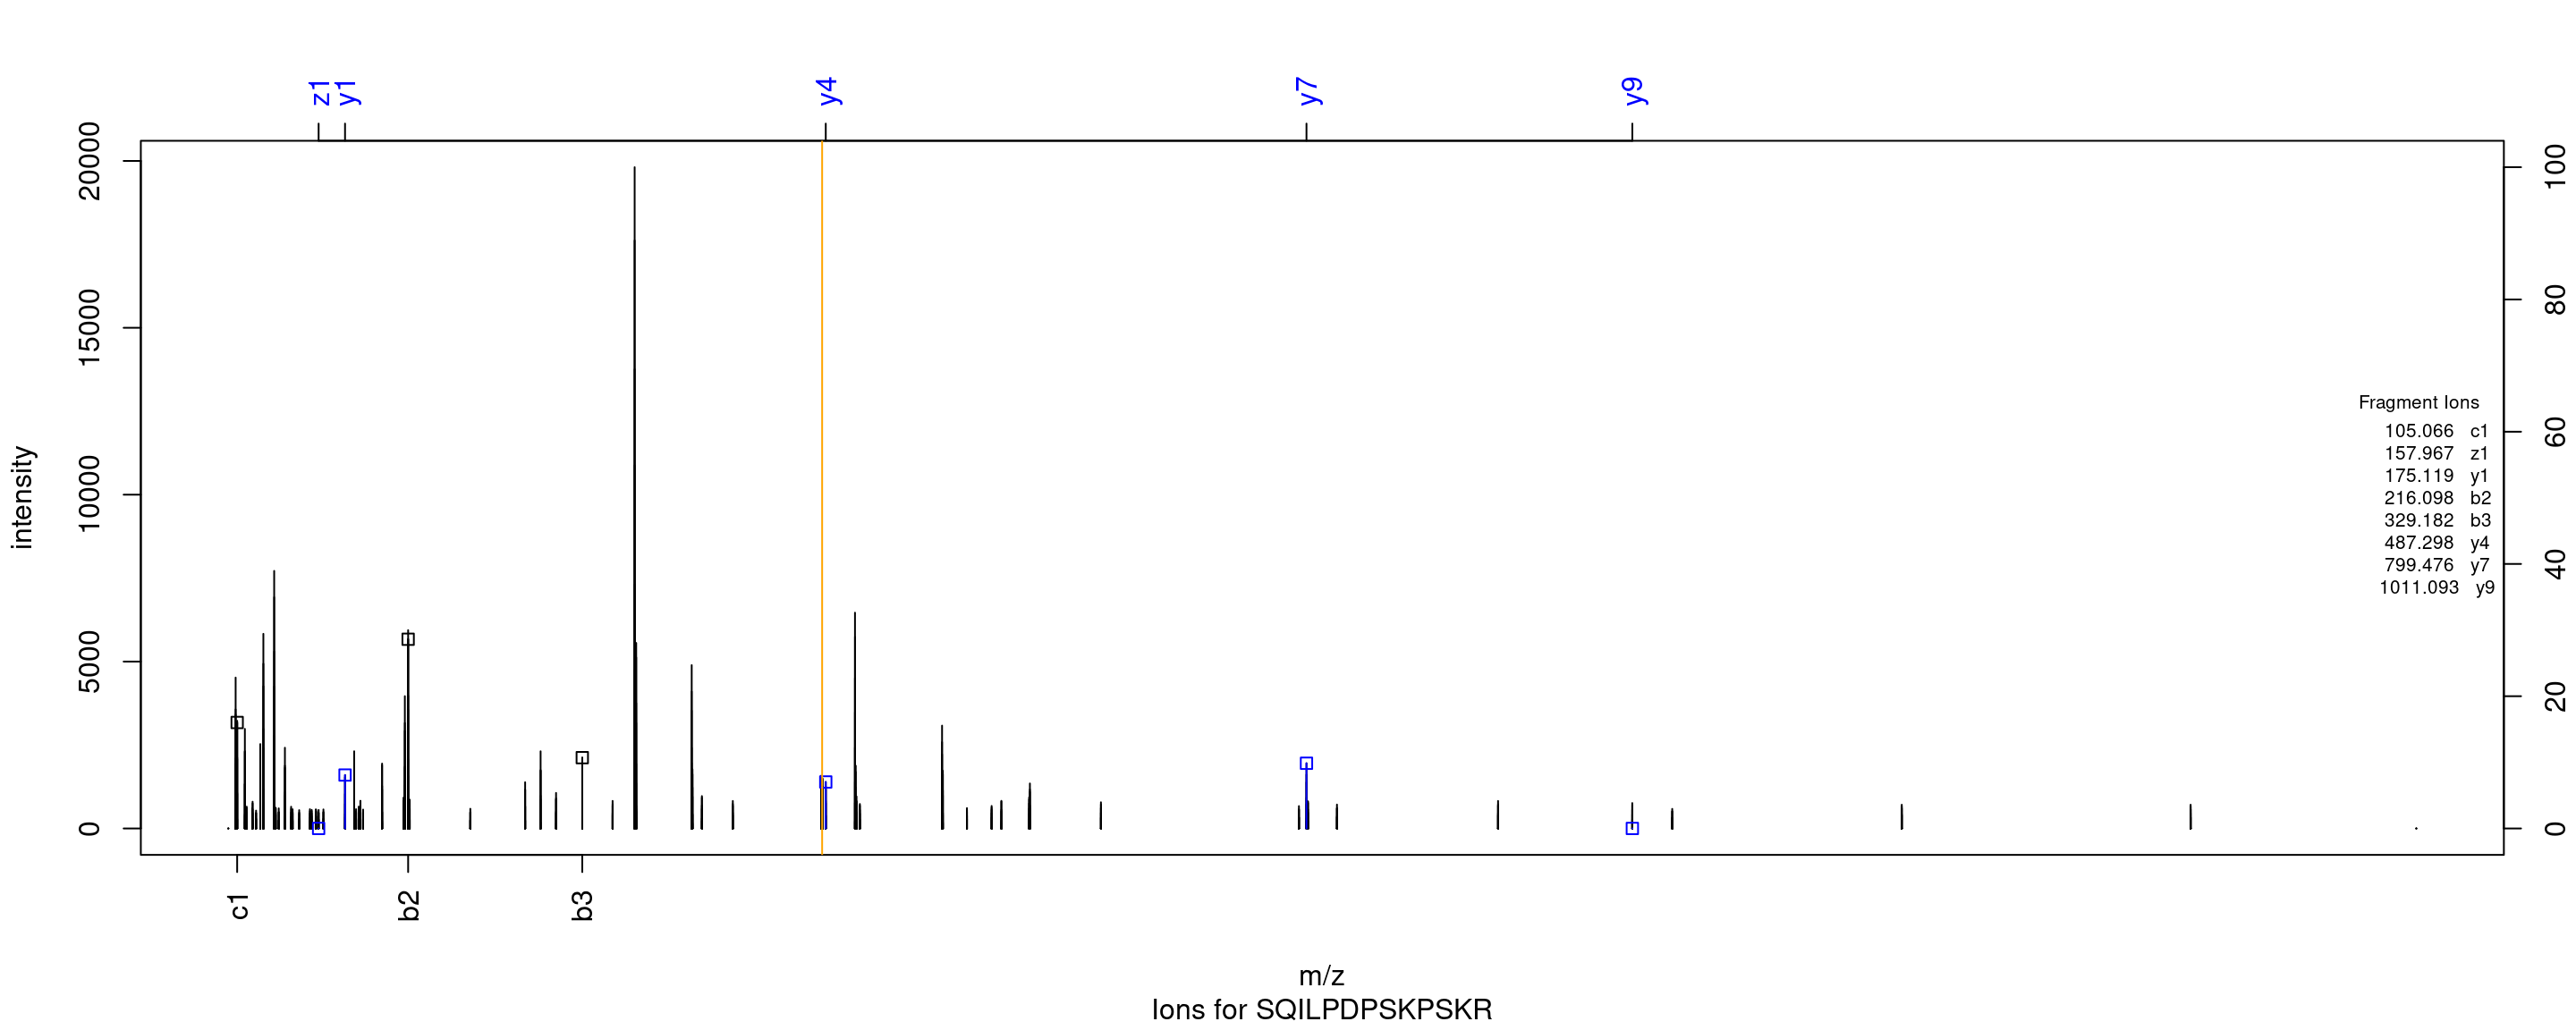 z1 y1 y4 y7 y9
20000
15000
10000
5000
0
intensity
100
80
60
40
20
0
Fragment Ions
105.066 c1
157.967 z1
175.119 y1
216.098 b2
329.182 b3
487.298 y4
799.476 y7
1011.093 y9
c1 b2 b3
m/z
Ions for SQILPDPSKPSKR